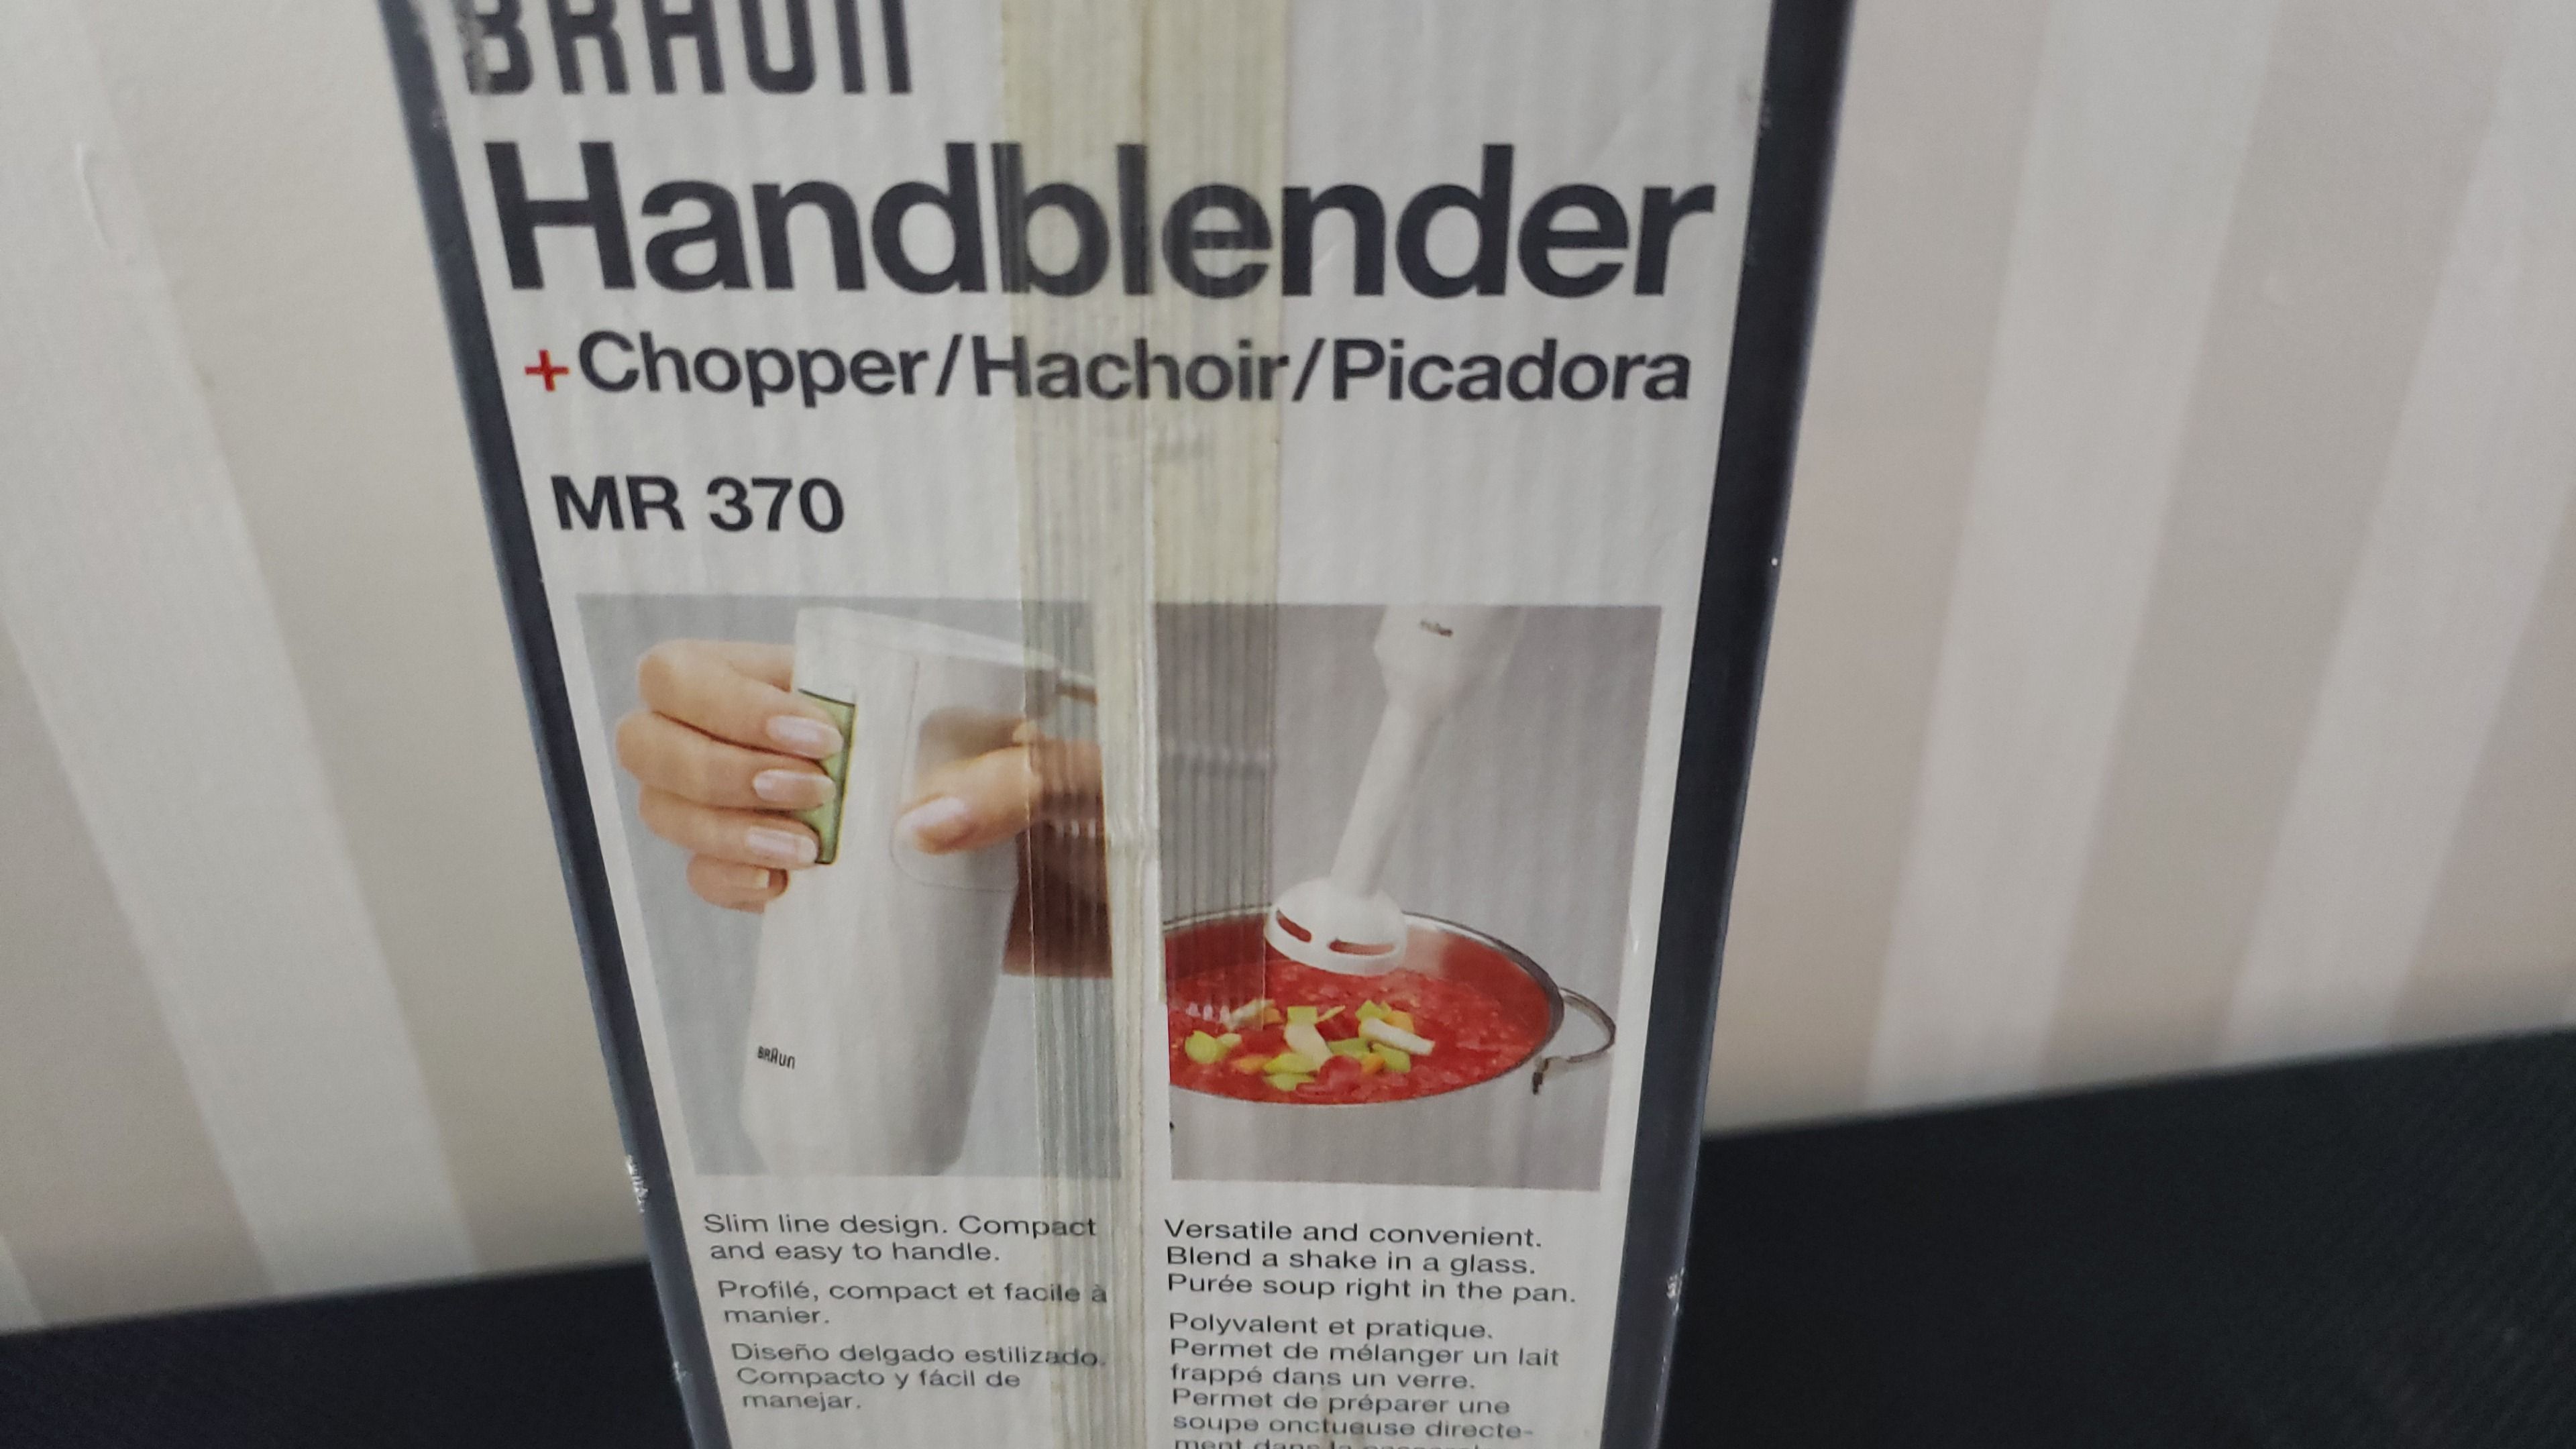 BRAUN
Handblender
+Chopper/Hachoir/Picadora
MR 370
BRAUN
Slim line design. Compact
and easy to handle.
Profilé, compact et facile à
manier.
Diseño delgado estilizado.
Compacto y fácil de
manejar.
Versatile and convenient.
Blend a shake in a glass.
Purée soup right in the pan.
Polyvalent et pratique.
Permet de mélanger un lait
frappé dans un verre.
Permet de préparer une
soupe onctueuse directe-
ment dans la